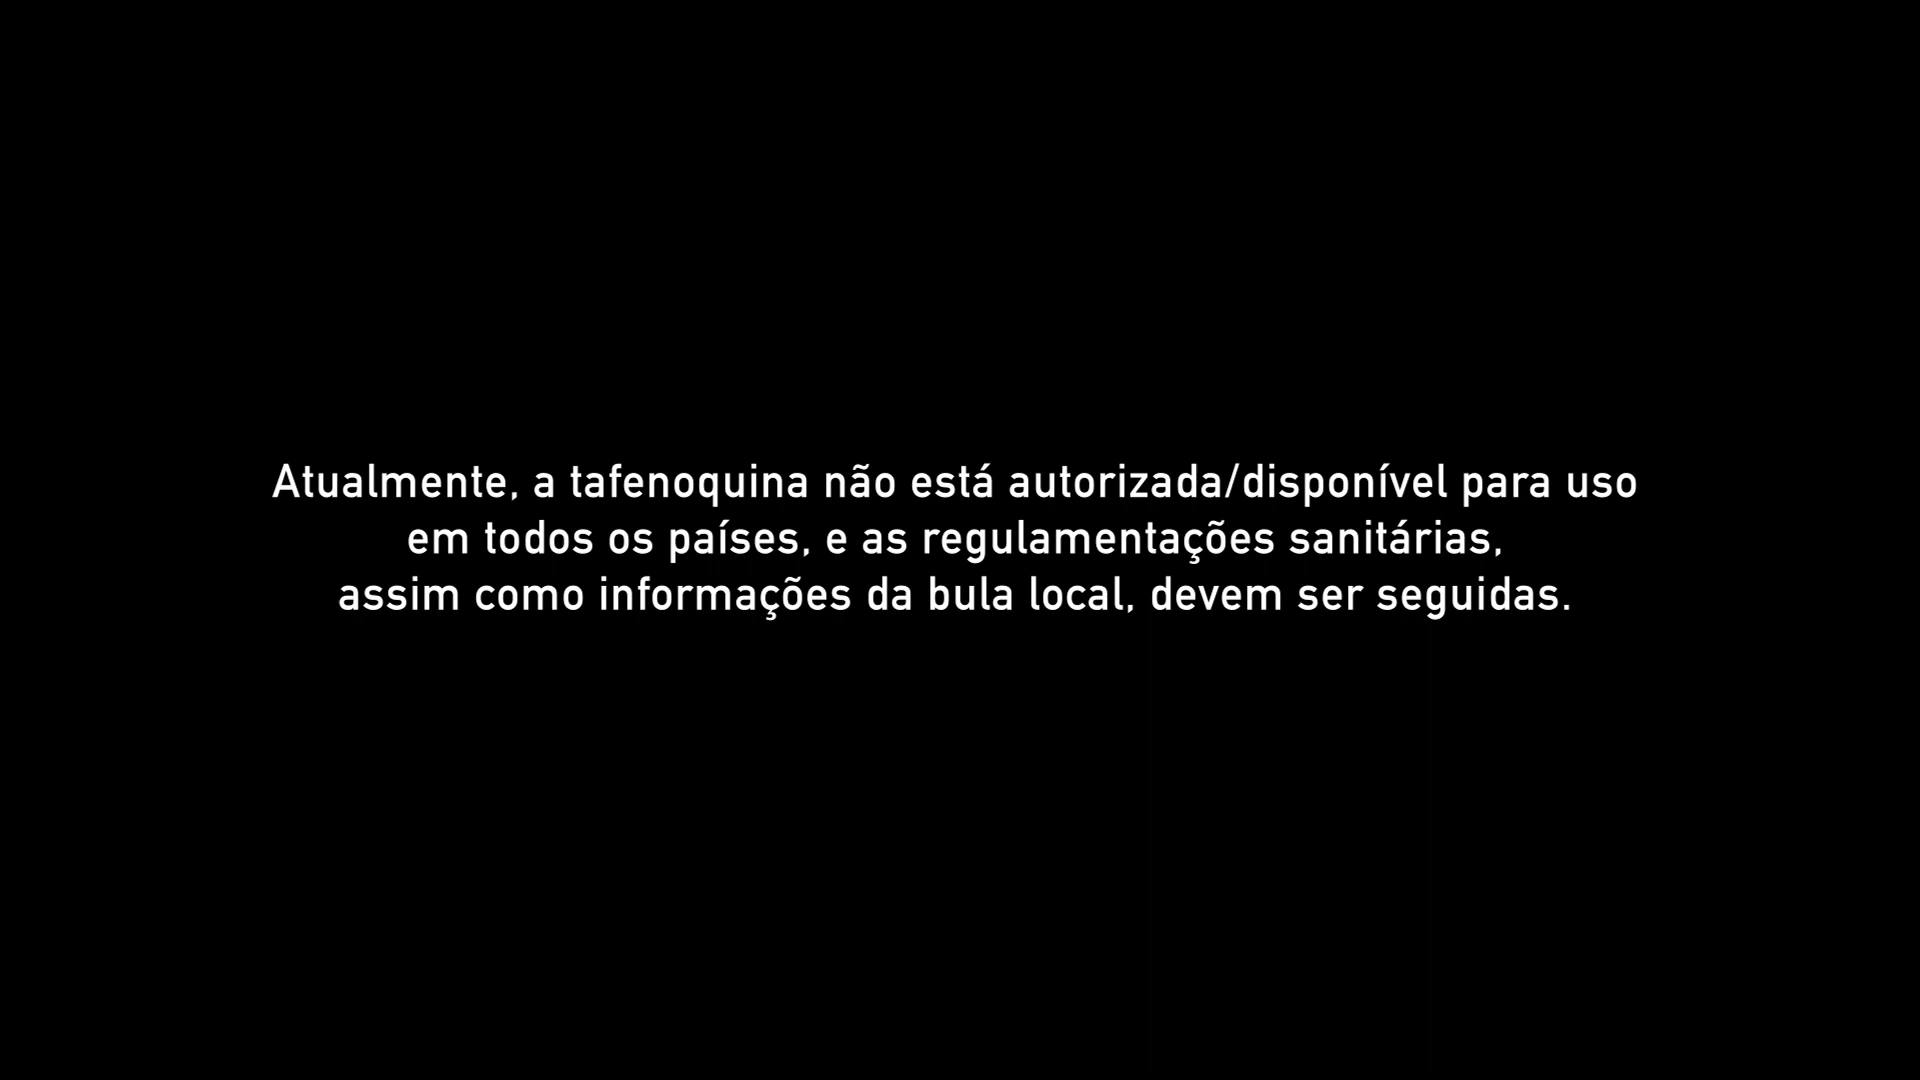 Atualmente, a tafenoquina não está autorizada/disponível para uso
em todos os países, e as regulamentações sanitárias,
assim como informações da bula local, devem ser seguidas.